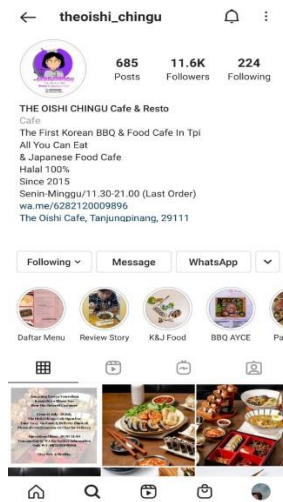 theoishi_chingu
685
11.6K
224
Posts
Followers
Following
THE OISHI CHINGU Cafe & Resto
Cafe
The First Korean BBQ & Food Cafe In Tpi
All You Can Eat
& Japanese Food Cafe
Halal 100%
Since 2015
Senin-Minggu/11.30-21.00 (Last Order)
wa.me/6282120009896
The Oishi Cafe, Tanjungpinang, 29111
Following
Message
WhatsApp
Daftar Menu
Review Story
K&J Food
BBQ AYCE
Pa